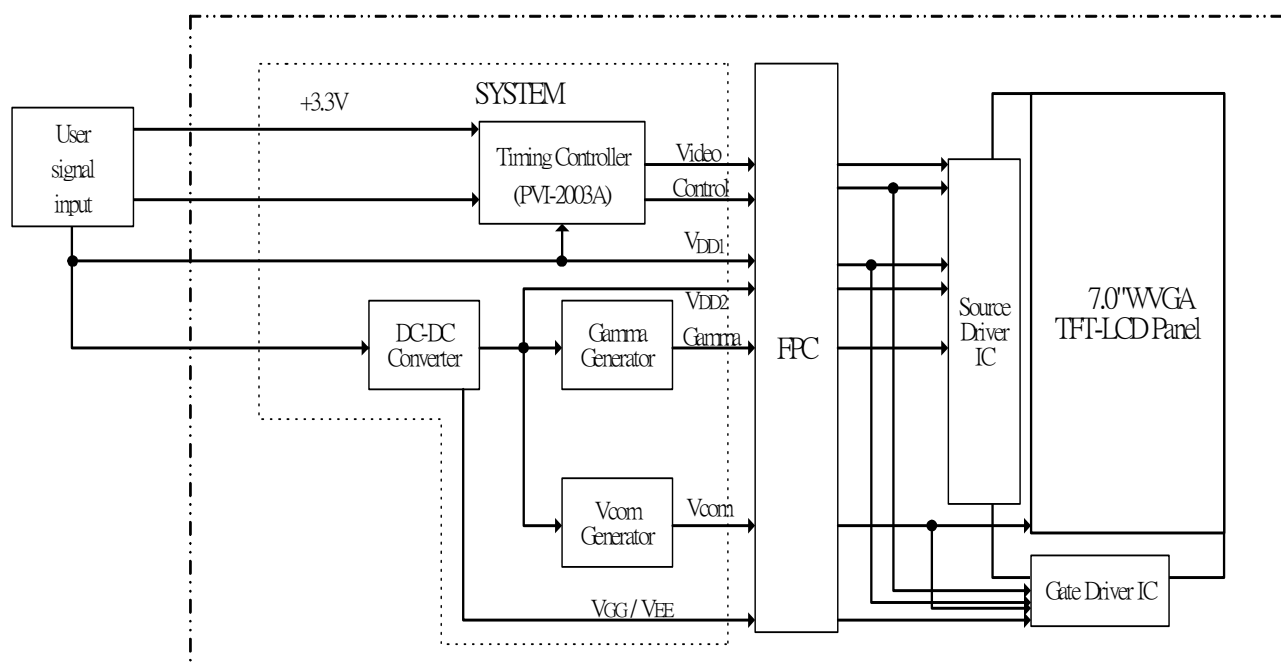 +3.3V
SYSTEM
User
signal
input
Timing Controller
(PVI-2003A)
Video
Control
VDD1
VDD2
DC-DC
Converter
Gamma
Generator
Gamma
FPC
Source
Driver
IC
7.0"WVGA
TFT-LCD Panel
Vcom
Generator
Vcom
Gate Driver IC
VGG / VEE